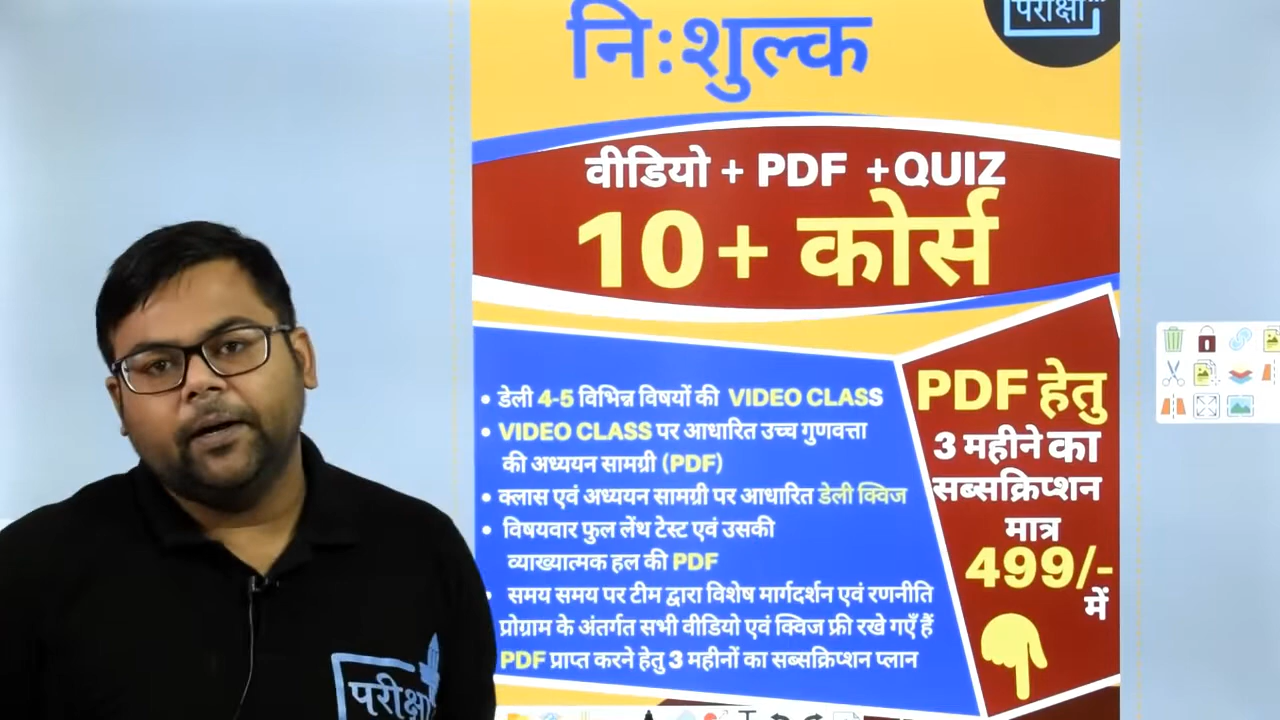 निःशुल्क
परीक्षा
वीडियो + PDF +QUIZ
10+ कोर्स
• डेली 4-5 विभिन्न विषयों की VIDEO CLASS
• VIDEO CLASS पर आधारित उच्च गुणवत्ता
की अध्ययन सामग्री (PDF)
• क्लास एवं अध्ययन सामग्री पर आधारित डेली क्विज
• विषयवार फुल लेंथ टेस्ट एवं उसकी
व्याख्यात्मक हल की PDF
• समय समय पर टीम द्वारा विशेष मार्गदर्शन एवं रणनीति
प्रोग्राम के अंतर्गत सभी वीडियो एवं क्विज फ्री रखे गएँ हैं
PDF प्राप्त करने हेतु 3 महीनों का सब्सक्रिप्शन प्लान
PDF हेतु
3 महीने का
सब्सक्रिप्शन
मात्र
499/-
में
परीक्षा